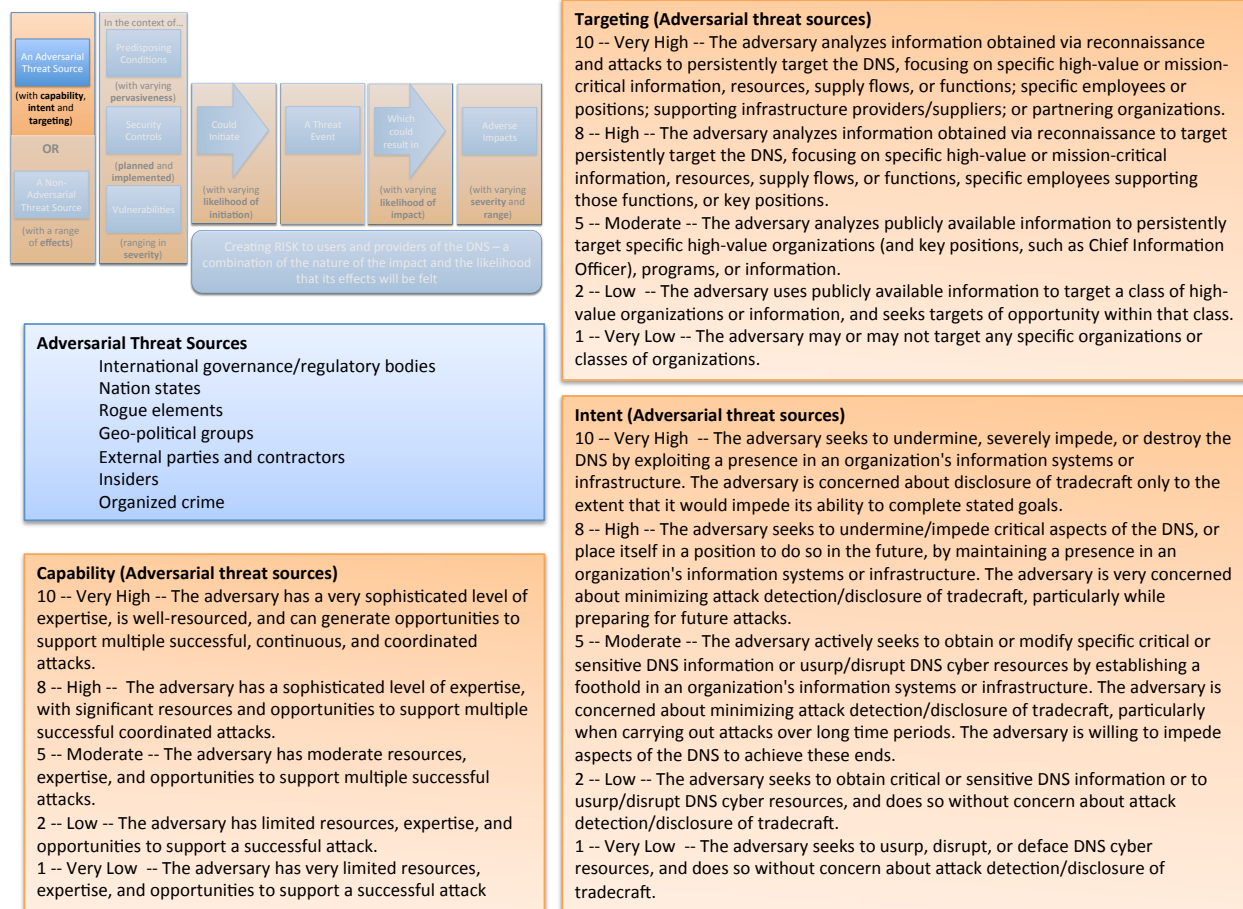 An Adversarial
Threat Source
(with capability,
intent and
targeting)
OR
A Non-
Adversarial
Threat Source
(with a range
of effects)
In the context of...
Predisposing
Conditions
(with varying
pervasiveness)
Security
Controls
(planned and
implemented)
Vulnerabilities
(ranging in
severity)
Could
Initiate
(with varying
likelihood of
initiation)
A Threat
Event
Which
could
result in
(with varying
likelihood of
impact)
Adverse
Impacts
(with varying
severity and
range)
Creating RISK to users and providers of the DNS – a
combination of the nature of the impact and the likelihood
that its effects will be felt
Adversarial Threat Sources
International governance/regulatory bodies
Nation states
Rogue elements
Geo-political groups
External parties and contractors
Insiders
Organized crime
Capability (Adversarial threat sources)
10 -- Very High -- The adversary has a very sophisticated level of
expertise, is well-resourced, and can generate opportunities to
support multiple successful, continuous, and coordinated
attacks.
8 -- High -- The adversary has a sophisticated level of expertise,
with significant resources and opportunities to support multiple
successful coordinated attacks.
5 -- Moderate -- The adversary has moderate resources,
expertise, and opportunities to support multiple successful
attacks.
2 -- Low -- The adversary has limited resources, expertise, and
opportunities to support a successful attack.
1 -- Very Low -- The adversary has very limited resources,
expertise, and opportunities to support a successful attack
Targeting (Adversarial threat sources)
10 -- Very High -- The adversary analyzes information obtained via reconnaissance
and attacks to persistently target the DNS, focusing on specific high-value or mission-
critical information, resources, supply flows, or functions; specific employees or
positions; supporting infrastructure providers/suppliers; or partnering organizations.
8 -- High -- The adversary analyzes information obtained via reconnaissance to target
persistently target the DNS, focusing on specific high-value or mission-critical
information, resources, supply flows, or functions, specific employees supporting
those functions, or key positions.
5 -- Moderate -- The adversary analyzes publicly available information to persistently
target specific high-value organizations (and key positions, such as Chief Information
Officer), programs, or information.
2 -- Low -- The adversary uses publicly available information to target a class of high-
value organizations or information, and seeks targets of opportunity within that class.
1 -- Very Low -- The adversary may or may not target any specific organizations or
classes of organizations.
Intent (Adversarial threat sources)
10 -- Very High -- The adversary seeks to undermine, severely impede, or destroy the
DNS by exploiting a presence in an organization's information systems or
infrastructure. The adversary is concerned about disclosure of tradecraft only to the
extent that it would impede its ability to complete stated goals.
8 -- High -- The adversary seeks to undermine/impede critical aspects of the DNS, or
place itself in a position to do so in the future, by maintaining a presence in an
organization's information systems or infrastructure. The adversary is very concerned
about minimizing attack detection/disclosure of tradecraft, particularly while
preparing for future attacks.
5 -- Moderate -- The adversary actively seeks to obtain or modify specific critical or
sensitive DNS information or usurp/disrupt DNS cyber resources by establishing a
foothold in an organization's information systems or infrastructure. The adversary is
concerned about minimizing attack detection/disclosure of tradecraft, particularly
when carrying out attacks over long time periods. The adversary is willing to impede
aspects of the DNS to achieve these ends.
2 -- Low -- The adversary seeks to obtain critical or sensitive DNS information or to
usurp/disrupt DNS cyber resources, and does so without concern about attack
detection/disclosure of tradecraft.
1 -- Very Low -- The adversary seeks to usurp, disrupt, or deface DNS cyber
resources, and does so without concern about attack detection/disclosure of
tradecraft.